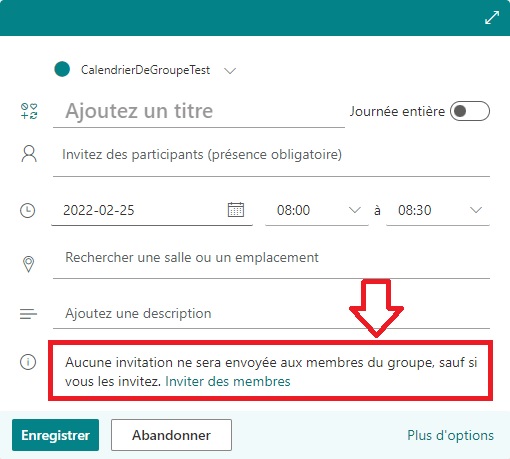 CalendrierDeGroupeTest
Ajoutez un titre
Journée entière
Invitez des participants (présence obligatoire)
2022-02-25 08:00 à 08:30
Rechercher une salle ou un emplacement
Ajoutez une description
Aucune invitation ne sera envoyée aux membres du groupe, sauf si
vous les invitez. Inviter des membres
Enregistrer Abandonner Plus d'options